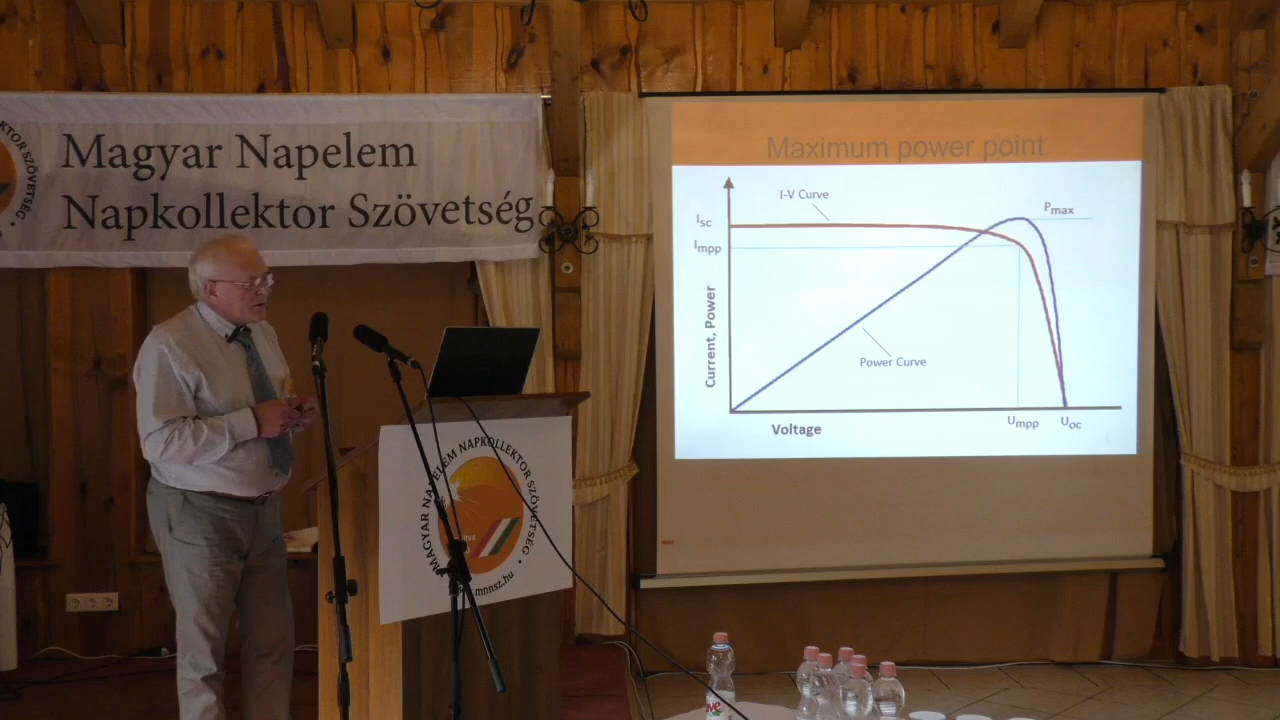 Magyar Napelem
Napkollektor Szövetség
Maximum power point
I-V Curve
Pmax
Isc
Impp
Current, Power
Power Curve
Voltage
Umpp
Uoc
MAGYAR NAPELEM NAPKOLLEKTOR SZÖVETSÉG •
mnnsz.hu